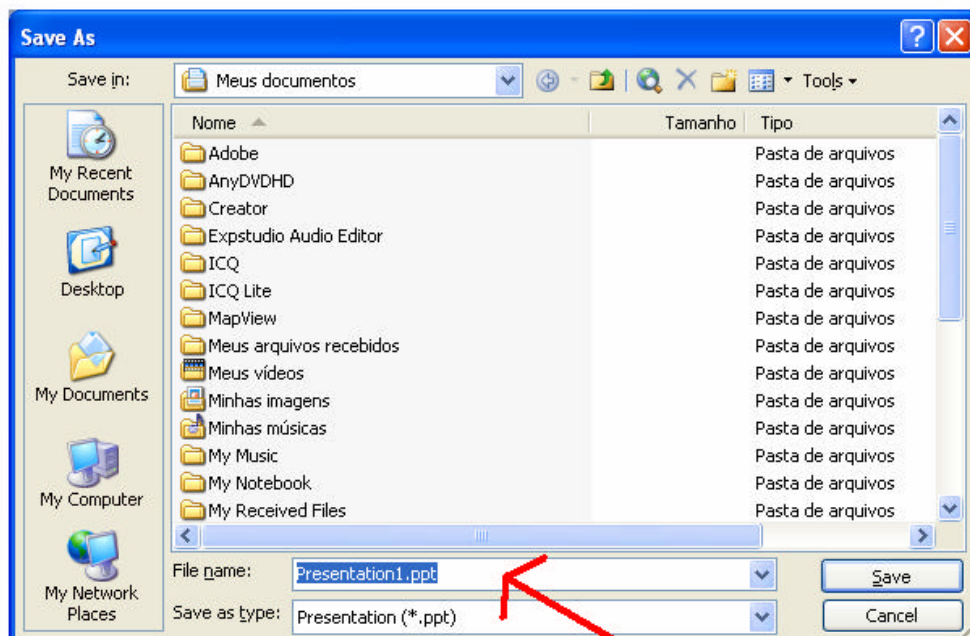 Save As
Save in: Meus documentos Tools
Nome Tamanho Tipo
My Recent
Documents
Desktop
My Documents
My Computer
My Network
Places
Adobe Pasta de arquivos
AnyDVDHD Pasta de arquivos
Creator Pasta de arquivos
Expstudio Audio Editor Pasta de arquivos
ICQ Pasta de arquivos
ICQ Lite Pasta de arquivos
MapView Pasta de arquivos
Meus arquivos recebidos Pasta de arquivos
Meus vídeos Pasta de arquivos
Minhas imagens Pasta de arquivos
Minhas músicas Pasta de arquivos
My Music Pasta de arquivos
My Notebook Pasta de arquivos
My Received Files Pasta de arquivos
File name: Presentation1.ppt Save
Save as type: Presentation (*.ppt) Cancel